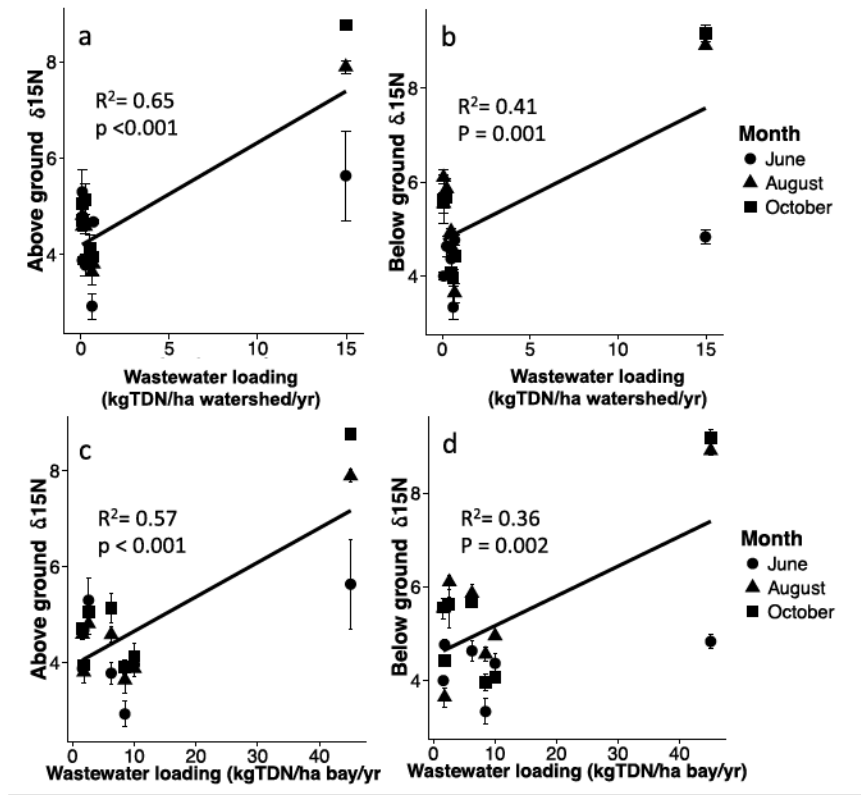 a
R²= 0.65
p <0.001
Above ground δ15N
8
6
4
0 5 10 15
Wastewater loading
(kgTDN/ha watershed/yr)
b
R²= 0.41
P = 0.001
Below ground δ15N
8
6
4
0 5 10 15
Wastewater loading
(kgTDN/ha watershed/yr)
Month
June
August
October
c
R²= 0.57
p < 0.001
Above ground δ15N
8
6
4
0 10 20 30 40
Wastewater loading (kgTDN/ha bay/yr
d
R²= 0.36
P = 0.002
Below ground δ15N
8
6
4
0 10 20 30 40
Wastewater loading (kgTDN/ha bay/yr)
Month
June
August
October